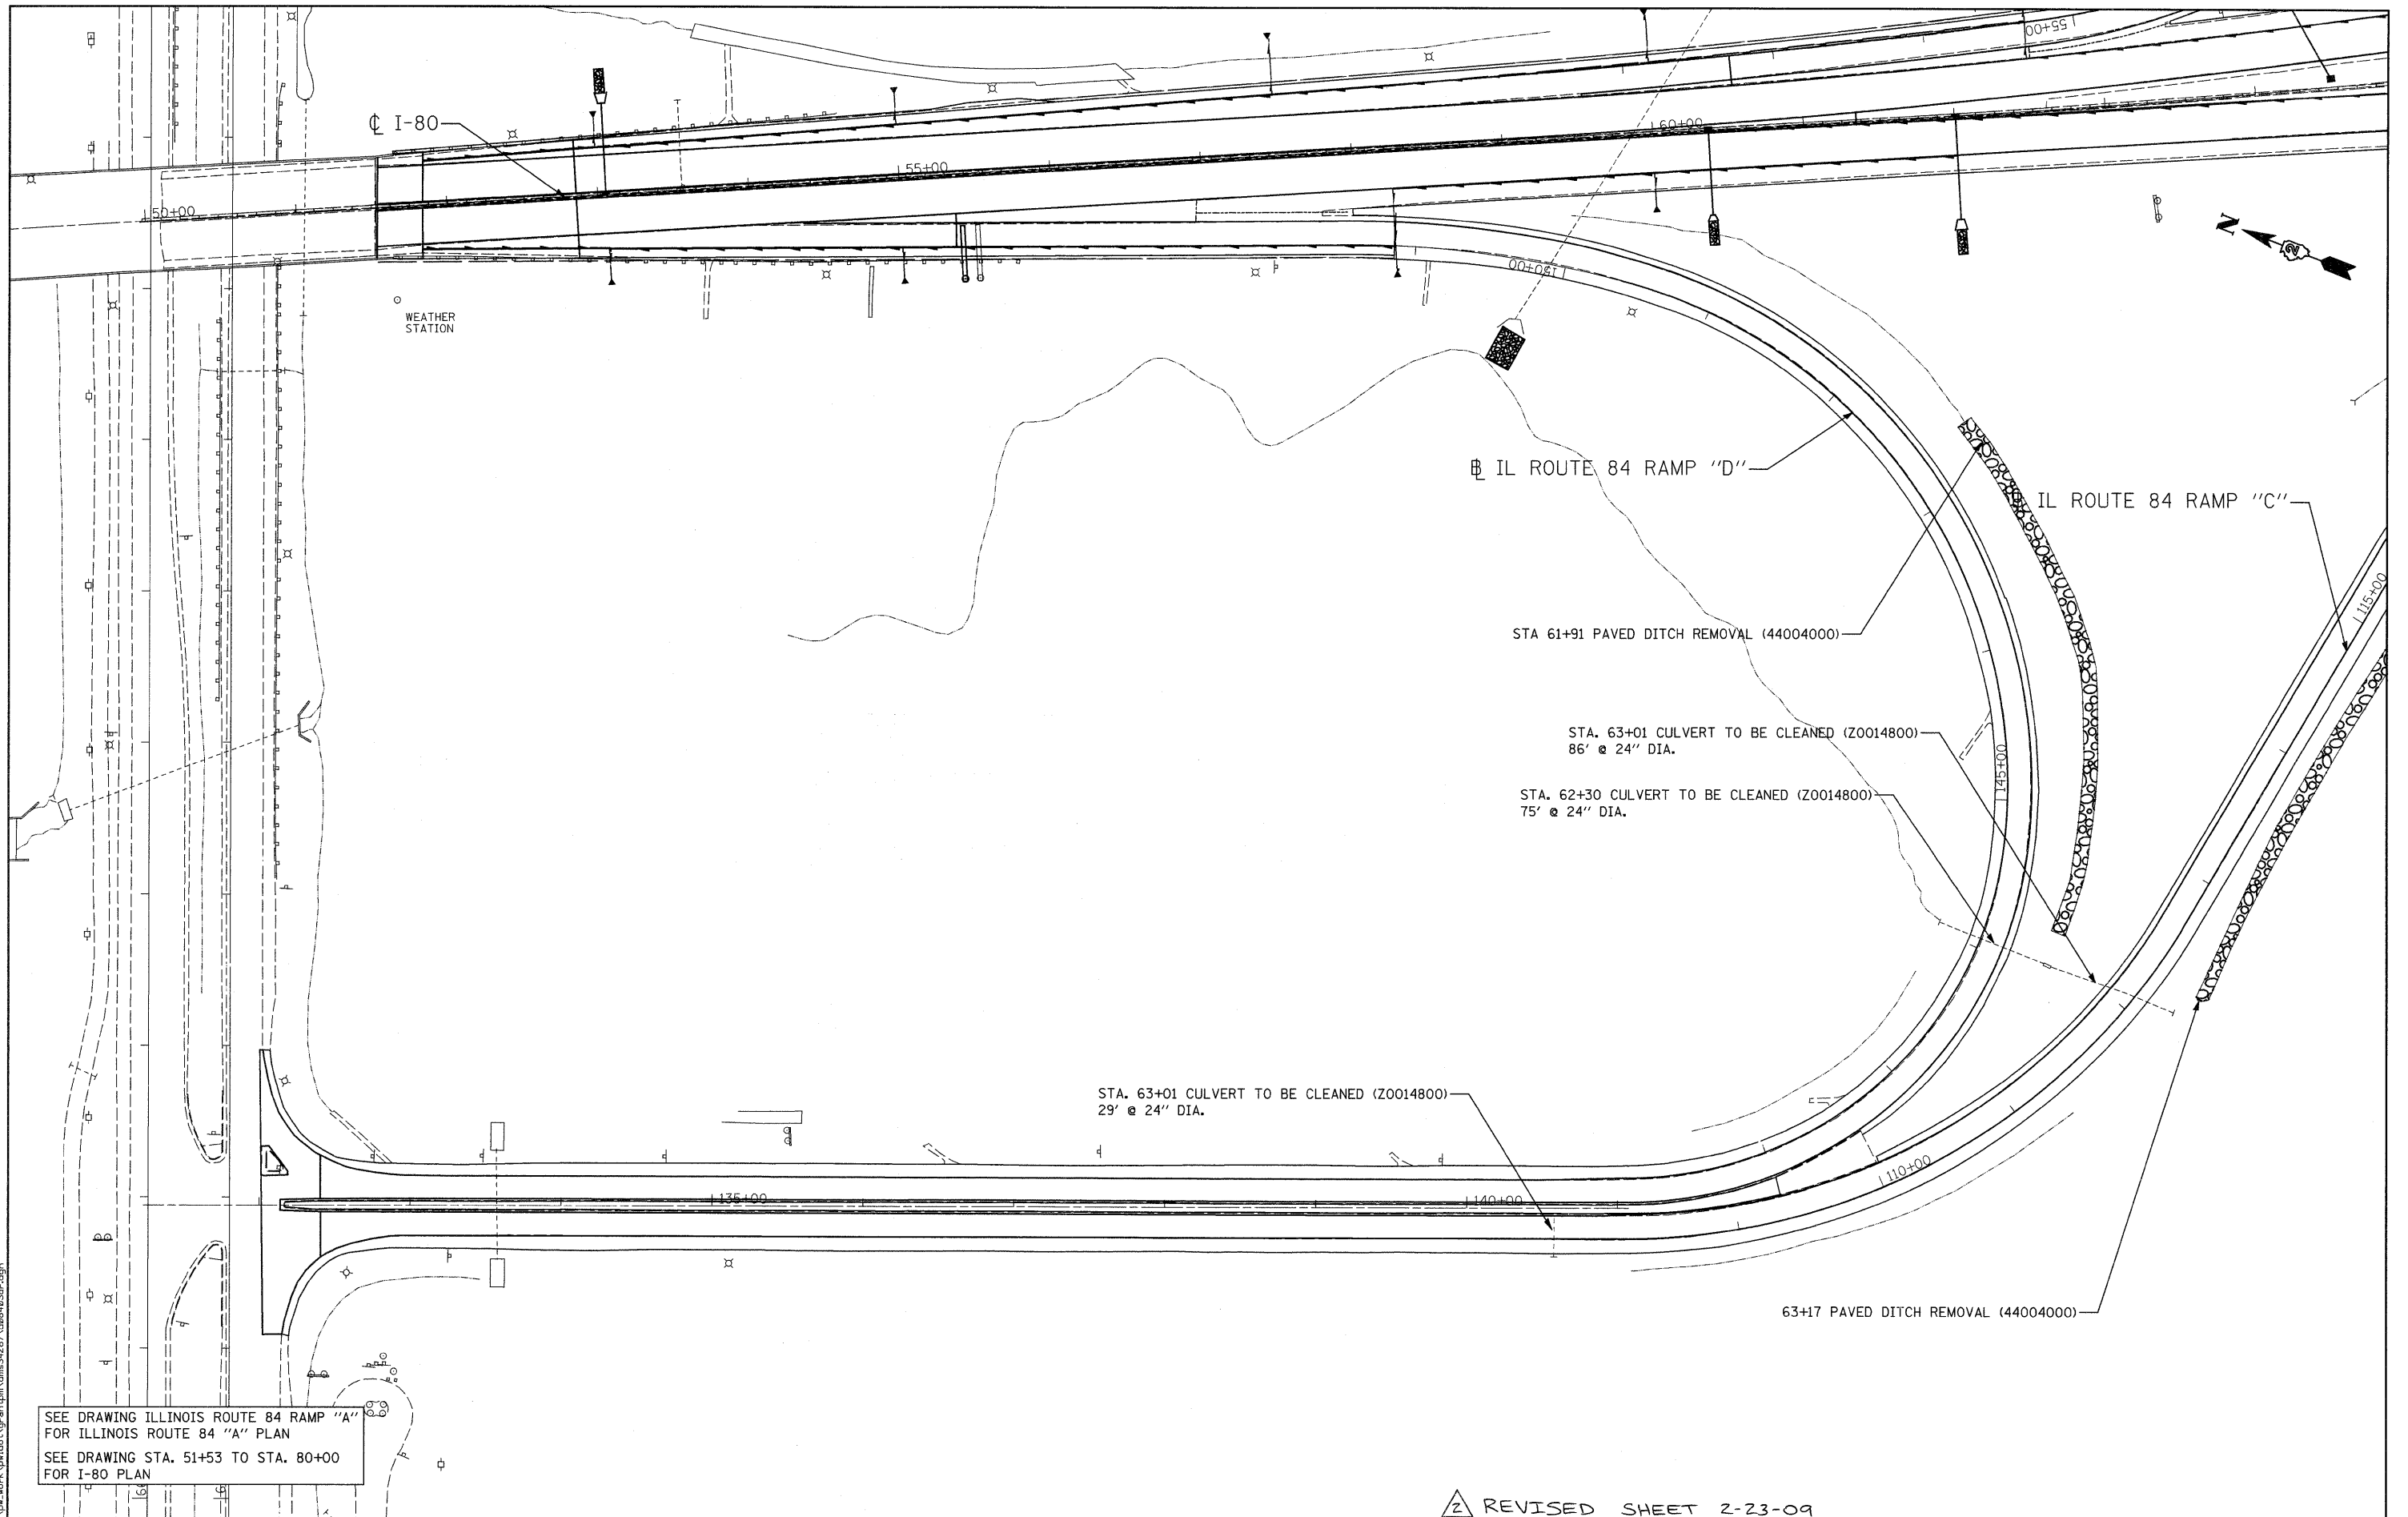 55+00
℄ I-80
60+00
55+00
50+00
N
2
150+00
WEATHER
STATION
IL ROUTE 84 RAMP "D"
IL ROUTE 84 RAMP "C"
115+00
STA 61+91 PAVED DITCH REMOVAL (44004000)
STA. 63+01 CULVERT TO BE CLEANED (Z0014800)
86' @ 24" DIA.
145+00
STA. 62+30 CULVERT TO BE CLEANED (Z0014800)
75' @ 24" DIA.
STA. 63+01 CULVERT TO BE CLEANED (Z0014800)
29' @ 24" DIA.
110+00
135+00
140+00
63+17 PAVED DITCH REMOVAL (44004000)
SEE DRAWING ILLINOIS ROUTE 84 RAMP "A"
FOR ILLINOIS ROUTE 84 "A" PLAN
SEE DRAWING STA. 51+53 TO STA. 80+00
FOR I-80 PLAN
2 REVISED SHEET 2-23-09